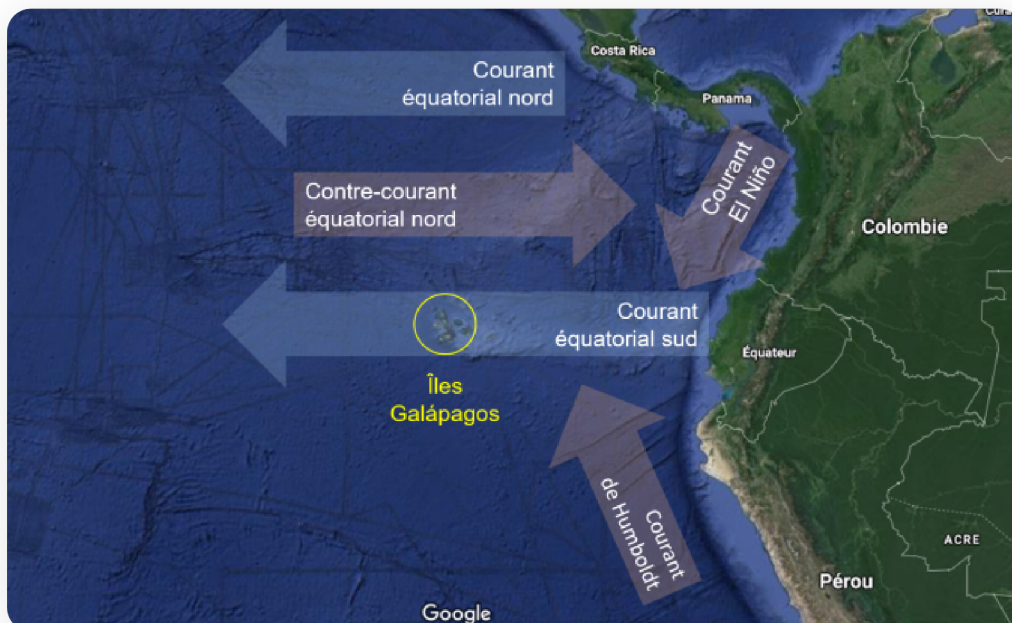 Costa Rica
Courant
équatorial nord
Panama
Contre-courant
équatorial nord
Courant
El Niño
Colombie
Courant
équatorial sud
Équateur
Îles
Galápagos
Courant
de Humboldt
ACRE
Pérou
Google